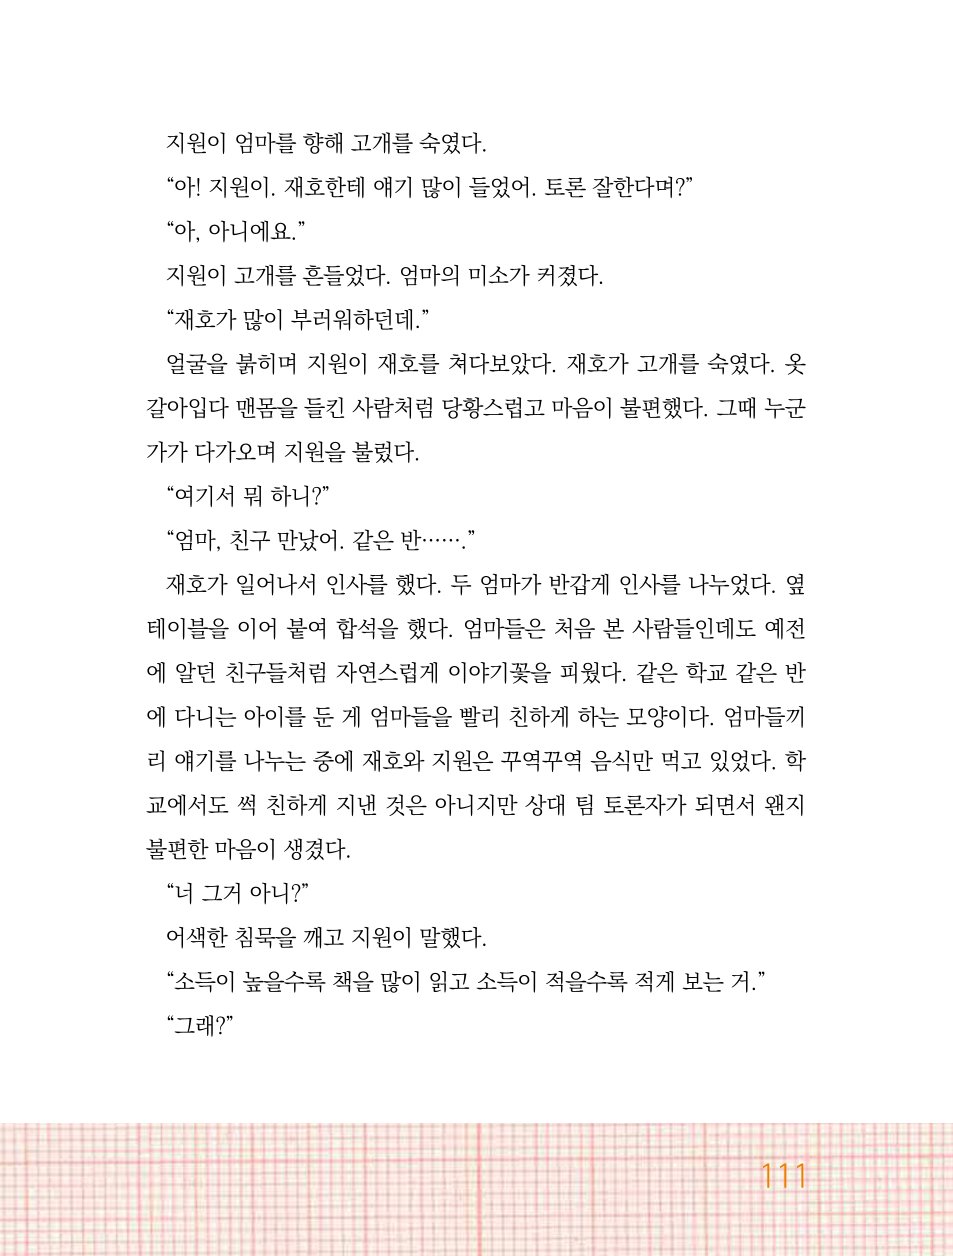 지원이 엄마를 향해 고개를 숙였다.
“아! 지원이. 재호한테 얘기 많이 들었어. 토론 잘한다며?”
“아, 아니에요.”
지원이 고개를 흔들었다. 엄마의 미소가 커졌다.
“재호가 많이 부러워하던데.”
얼굴을 붉히며 지원이 재호를 쳐다보았다. 재호가 고개를 숙였다. 옷
갈아입다 맨몸을 들킨 사람처럼 당황스럽고 마음이 불편했다. 그때 누군
가가 다가오며 지원을 불렀다.
“여기서 뭐 하니?”
“엄마, 친구 만났어. 같은 반…….”
재호가 일어나서 인사를 했다. 두 엄마가 반갑게 인사를 나누었다. 옆
테이블을 이어 붙여 합석을 했다. 엄마들은 처음 본 사람들인데도 예전
에 알던 친구들처럼 자연스럽게 이야기꽃을 피웠다. 같은 학교 같은 반
에 다니는 아이를 둔 게 엄마들을 빨리 친하게 하는 모양이다. 엄마들끼
리 얘기를 나누는 중에 재호와 지원은 꾸역꾸역 음식만 먹고 있었다. 학
교에서도 썩 친하게 지낸 것은 아니지만 상대 팀 토론자가 되면서 왠지
불편한 마음이 생겼다.
“너 그거 아니?”
어색한 침묵을 깨고 지원이 말했다.
“소득이 높을수록 책을 많이 읽고 소득이 적을수록 적게 보는 거.”
“그래?”
111